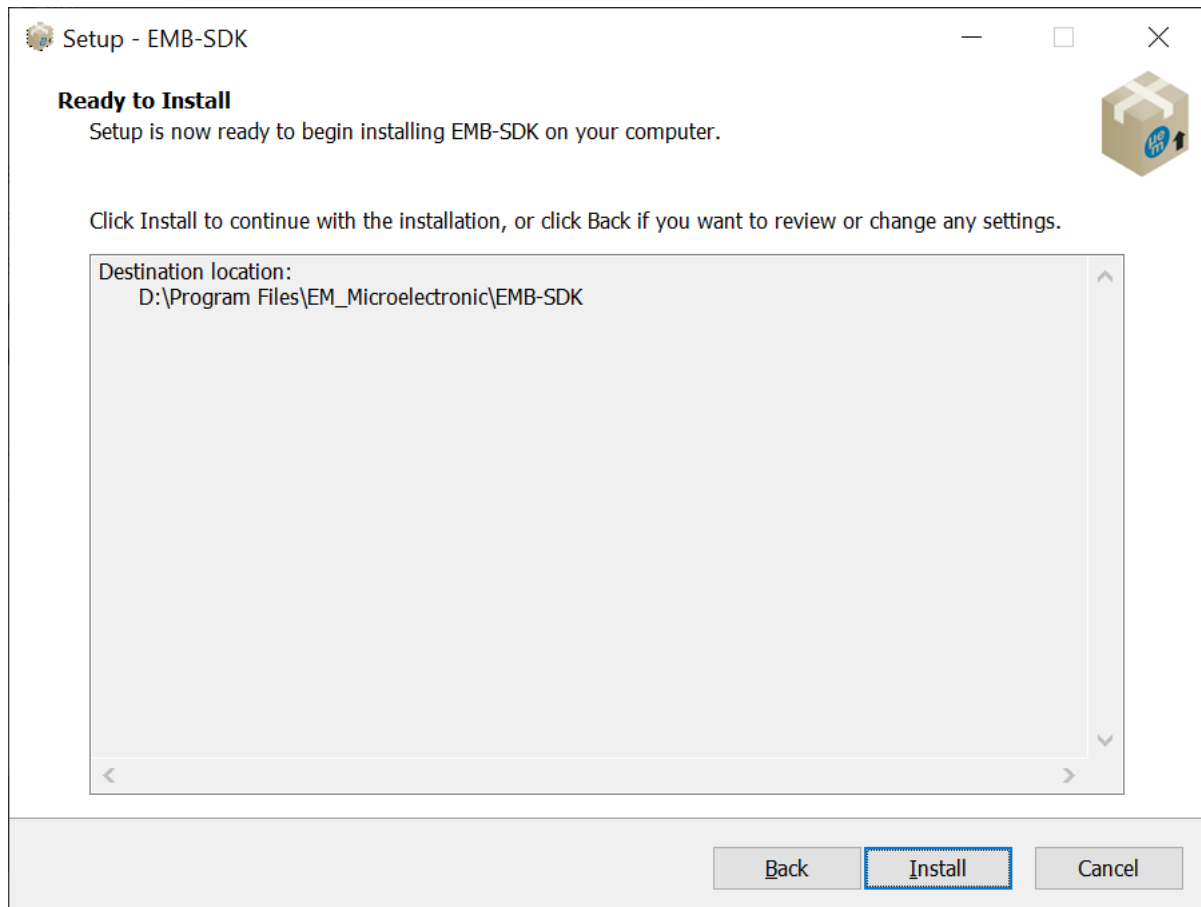 Setup - EMB-SDK
Ready to Install
Setup is now ready to begin installing EMB-SDK on your computer.
Click Install to continue with the installation, or click Back if you want to review or change any settings.
Destination location:
D:\Program Files\EM_Microelectronic\EMB-SDK
Back
Install
Cancel